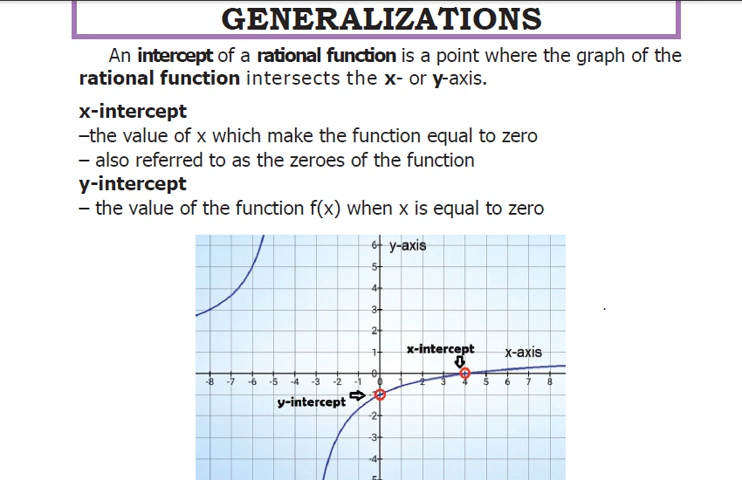 GENERALIZATIONS
An intercept of a rational function is a point where the graph of the
rational function intersects the x- or y-axis.
x-intercept
–the value of x which make the function equal to zero
– also referred to as the zeroes of the function
y-intercept
– the value of the function f(x) when x is equal to zero
6 y-axis
5
4
3
2
1
x-intercept
x-axis
0
-8 -7 -6 -5 -4 -3 -2 -1 0 1 2 3 4 5 6 7 8
y-intercept
-2
-3
-4